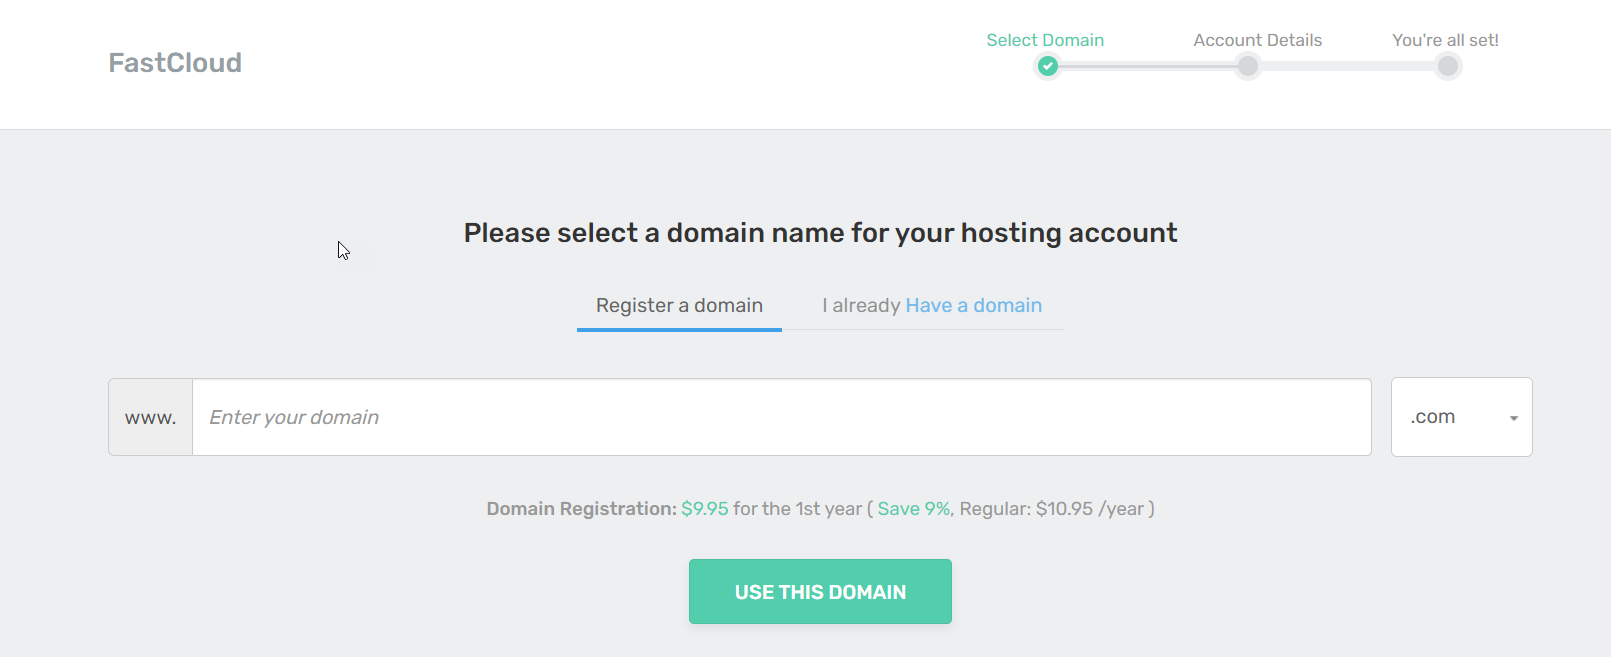 FastCloud
Select Domain
Account Details
You're all set!
Please select a domain name for your hosting account
Register a domain
I already Have a domain
www.
Enter your domain
.com
Domain Registration: $9.95 for the 1st year ( Save 9%, Regular: $10.95 /year )
USE THIS DOMAIN